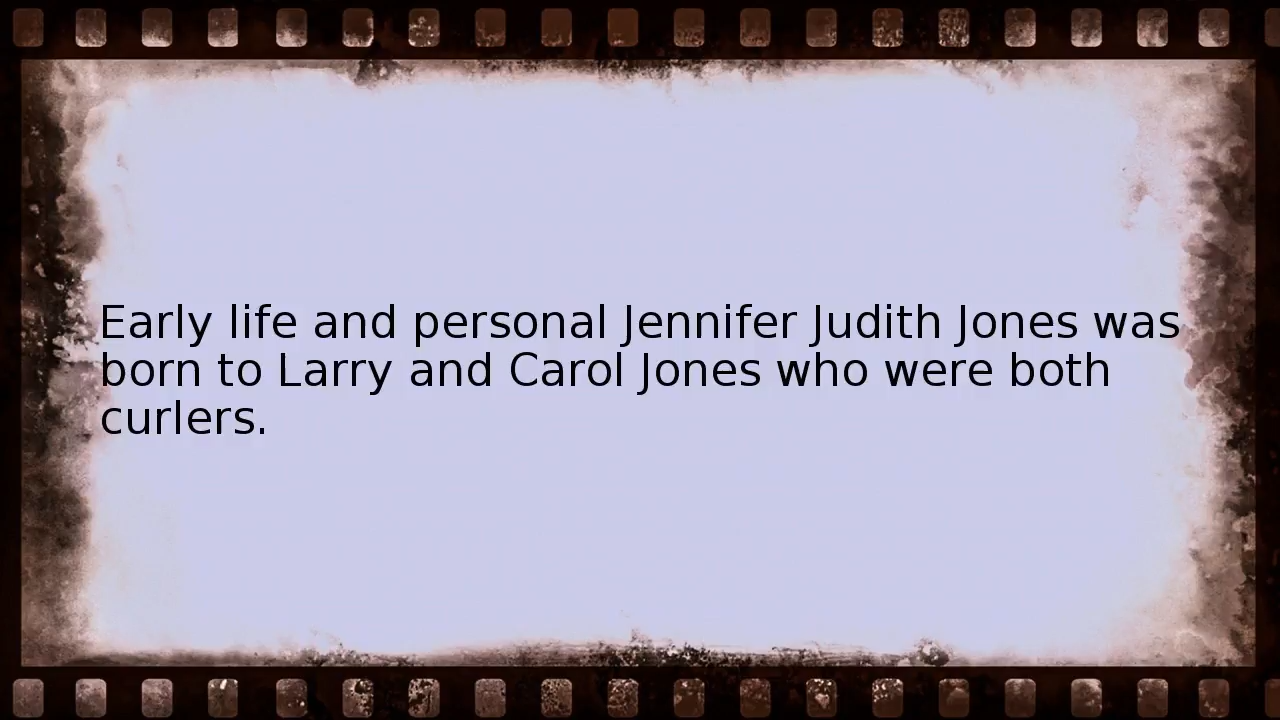 Early life and personal Jennifer Judith Jones was
born to Larry and Carol Jones who were both
curlers.